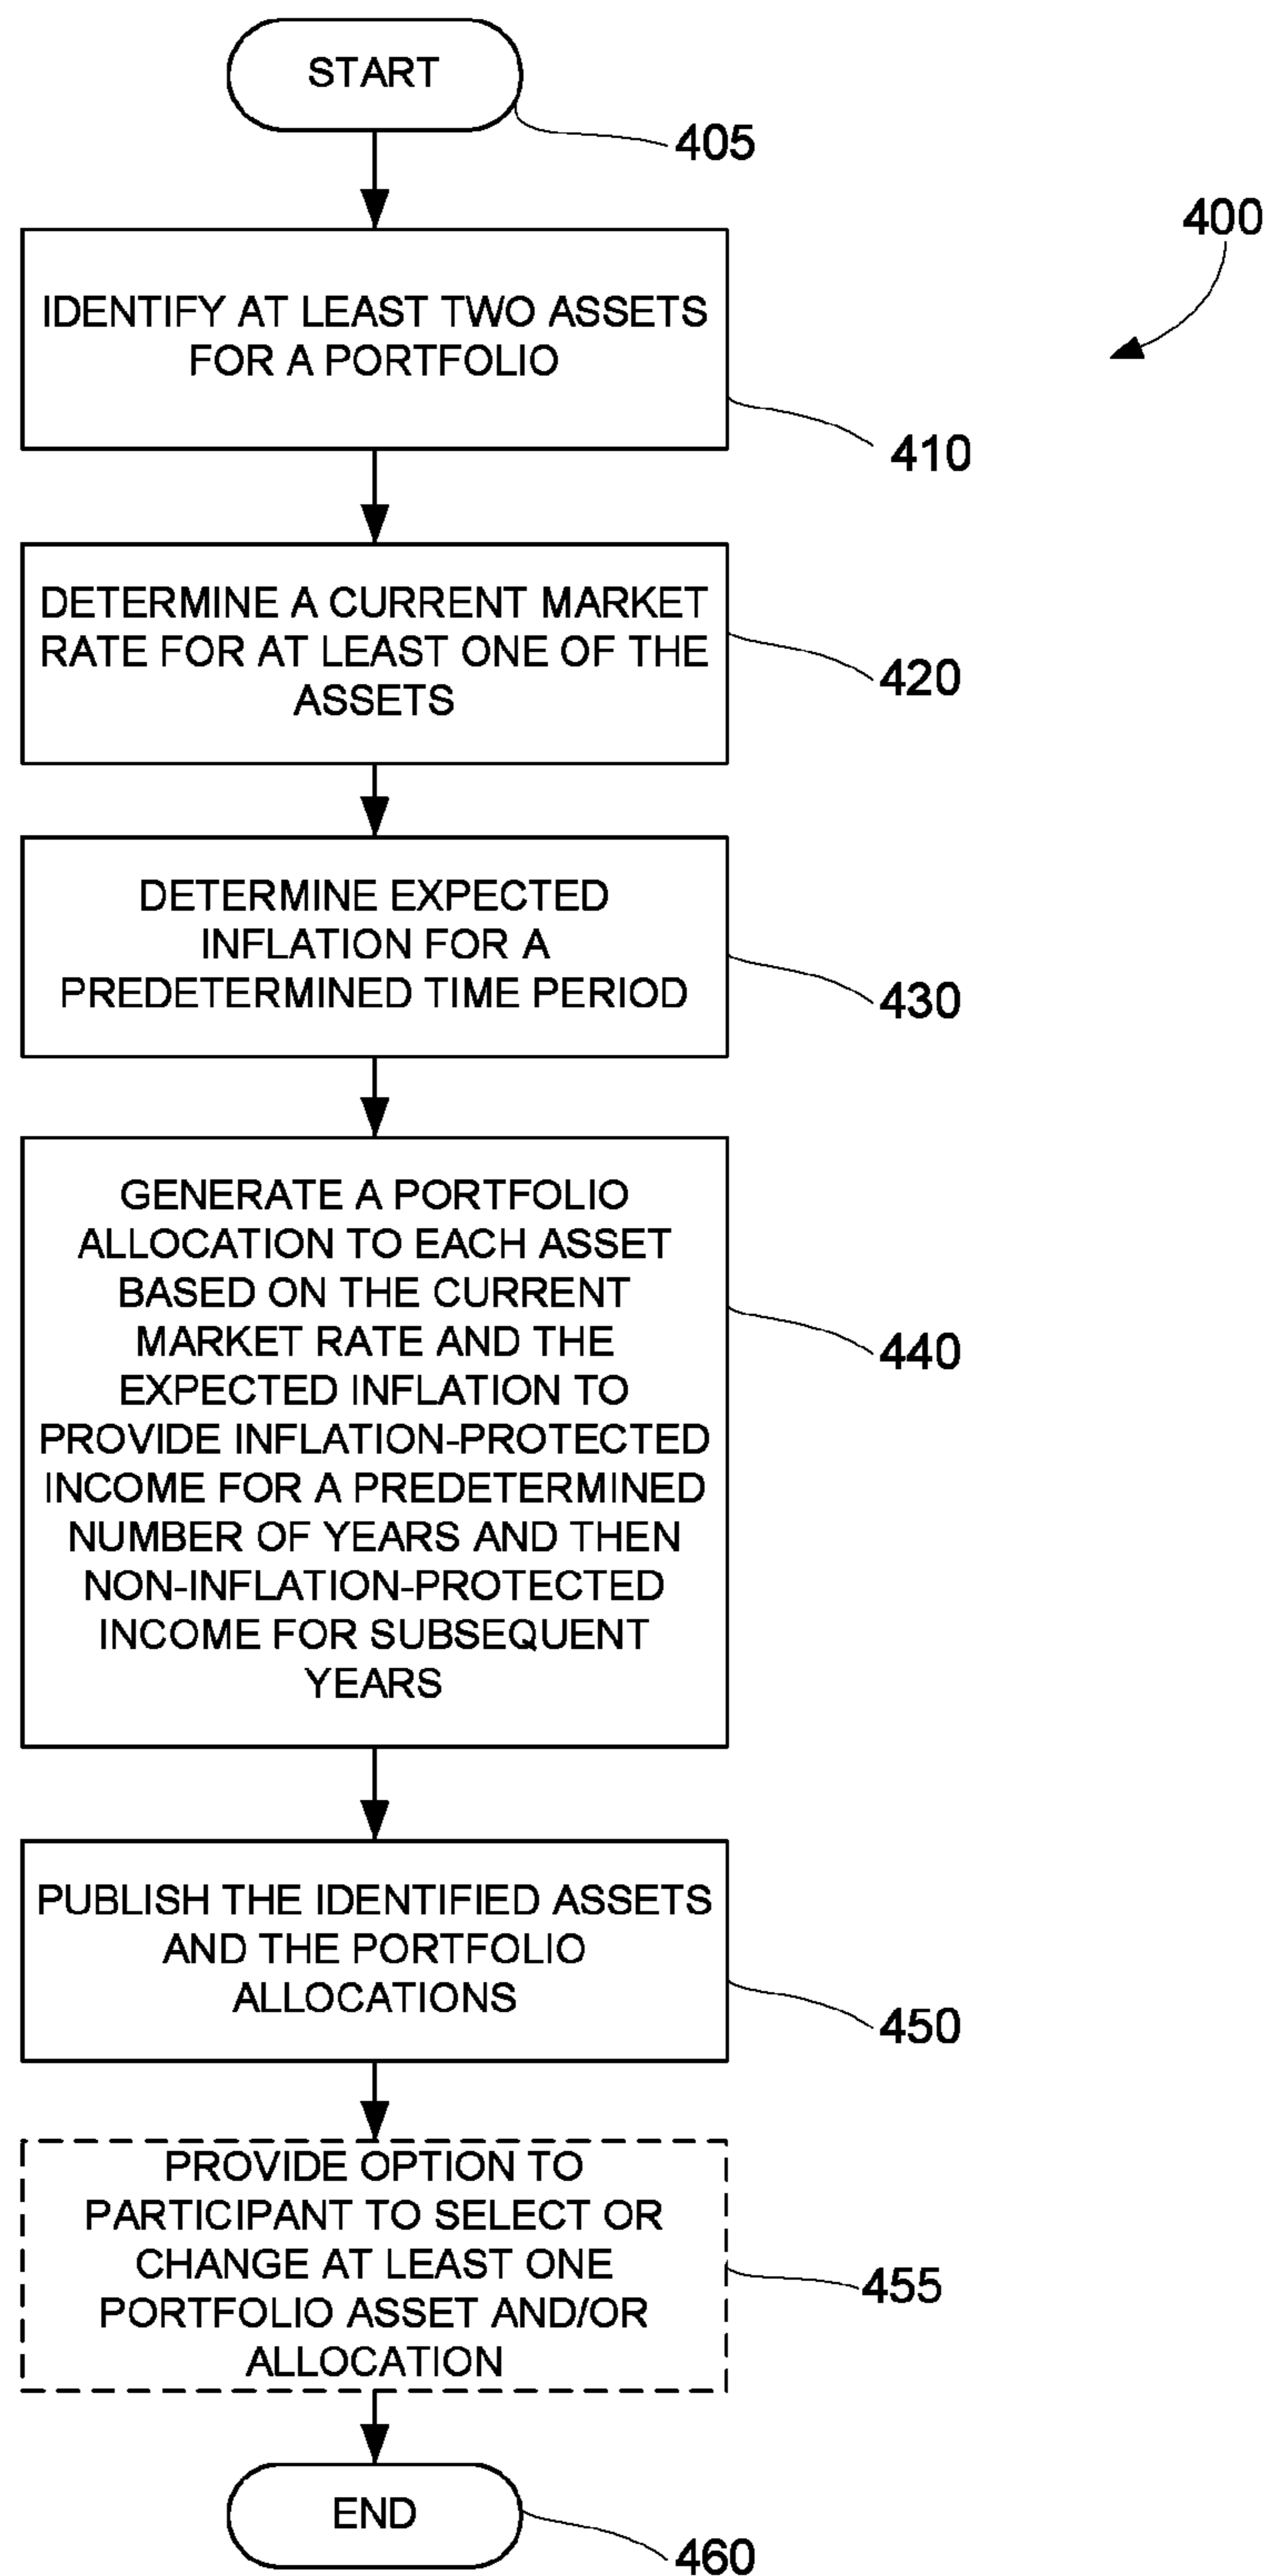 START
405
400
IDENTIFY AT LEAST TWO ASSETS
FOR A PORTFOLIO
410
DETERMINE A CURRENT MARKET
RATE FOR AT LEAST ONE OF THE
ASSETS
420
DETERMINE EXPECTED
INFLATION FOR A
PREDETERMINED TIME PERIOD
430
GENERATE A PORTFOLIO
ALLOCATION TO EACH ASSET
BASED ON THE CURRENT
MARKET RATE AND THE
EXPECTED INFLATION TO
PROVIDE INFLATION-PROTECTED
INCOME FOR A PREDETERMINED
NUMBER OF YEARS AND THEN
NON-INFLATION-PROTECTED
INCOME FOR SUBSEQUENT
YEARS
440
PUBLISH THE IDENTIFIED ASSETS
AND THE PORTFOLIO
ALLOCATIONS
450
PROVIDE OPTION TO
PARTICIPANT TO SELECT OR
CHANGE AT LEAST ONE
PORTFOLIO ASSET AND/OR
ALLOCATION
455
END
460